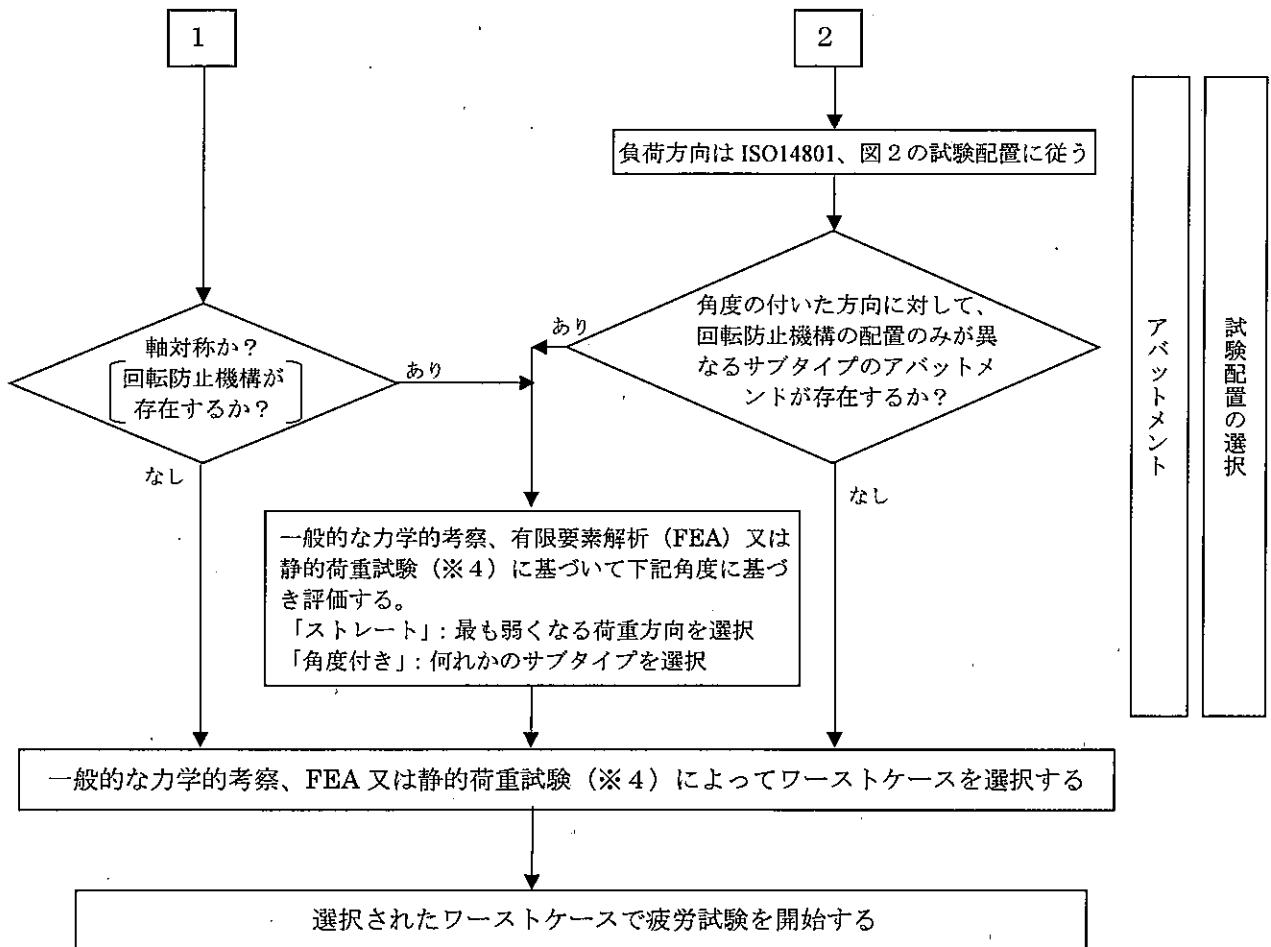 1
2
負荷方向は ISO14801、図2の試験配置に従う
軸対称か?
回転防止機構が
存在するか?
あり
なし
角度の付いた方向に対して、
回転防止機構の配置のみが異
なるサブタイプのアバットメ
ンドが存在するか?
あり
なし
一般的な力学的考察、有限要素解析(FEA)又は
静的荷重試験(※4)に基づいて下記角度に基づ
き評価する。
「ストレート」: 最も弱くなる荷重方向を選択
「角度付き」: 何れかのサブタイプを選択
一般的な力学的考察、FEA 又は静的荷重試験(※4)によってワーストケースを選択する
選択されたワーストケースで疲労試験を開始する
アバットメント
試験配置の選択